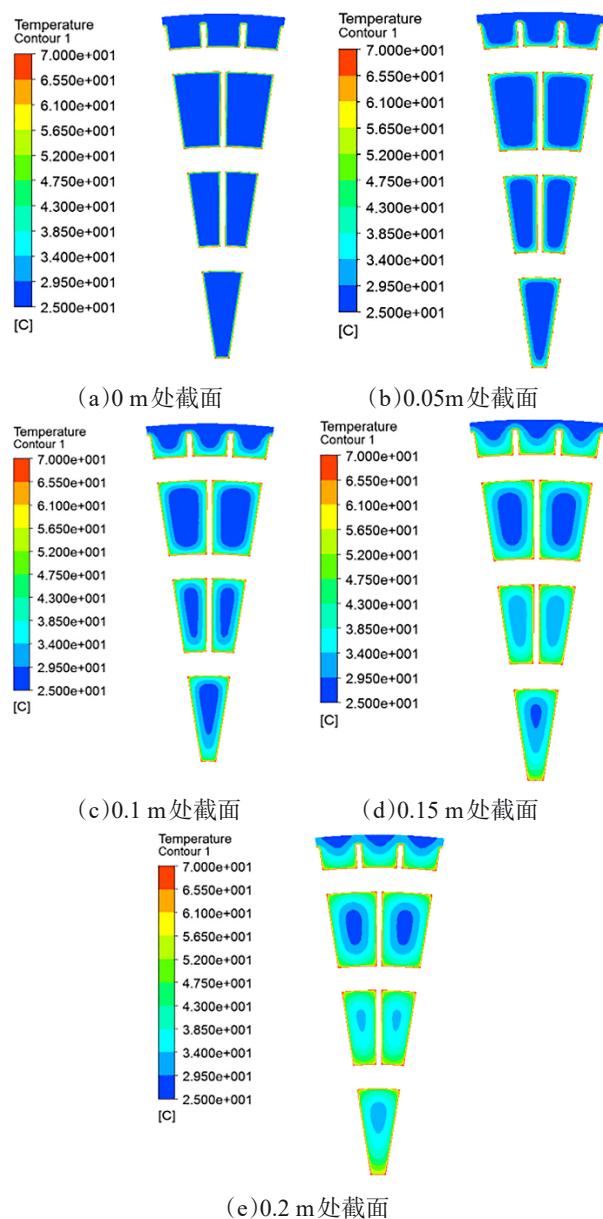 Temperature
Contour 1
7.000e+001
6.550e+001
6.100e+001
5.650e+001
5.200e+001
4.750e+001
4.300e+001
3.850e+001
3.400e+001
2.950e+001
2.500e+001
[C]
(a)0 m处截面
Temperature
Contour 1
7.000e+001
6.550e+001
6.100e+001
5.650e+001
5.200e+001
4.750e+001
4.300e+001
3.850e+001
3.400e+001
2.950e+001
2.500e+001
[C]
(b)0.05m处截面
Temperature
Contour 1
7.000e+001
6.550e+001
6.100e+001
5.650e+001
5.200e+001
4.750e+001
4.300e+001
3.850e+001
3.400e+001
2.950e+001
2.500e+001
[C]
(c)0.1 m处截面
Temperature
Contour 1
7.000e+001
6.550e+001
6.100e+001
5.650e+001
5.200e+001
4.750e+001
4.300e+001
3.850e+001
3.400e+001
2.950e+001
2.500e+001
[C]
(d)0.15 m处截面
Temperature
Contour 1
7.000e+001
6.550e+001
6.100e+001
5.650e+001
5.200e+001
4.750e+001
4.300e+001
3.850e+001
3.400e+001
2.950e+001
2.500e+001
[C]
(e)0.2 m处截面